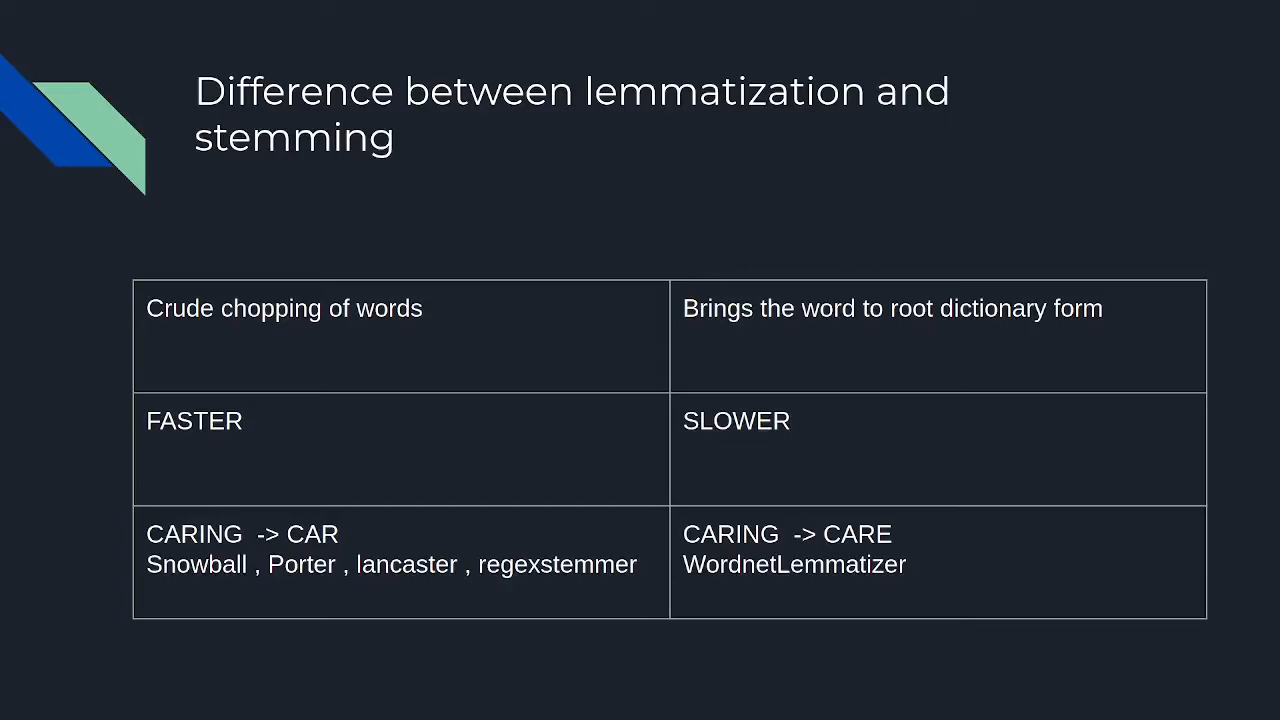 Difference between lemmatization and
stemming
Crude chopping of words
Brings the word to root dictionary form
FASTER
SLOWER
CARING  -> CAR
Snowball , Porter , lancaster , regexstemmer
CARING  -> CARE
WordnetLemmatizer